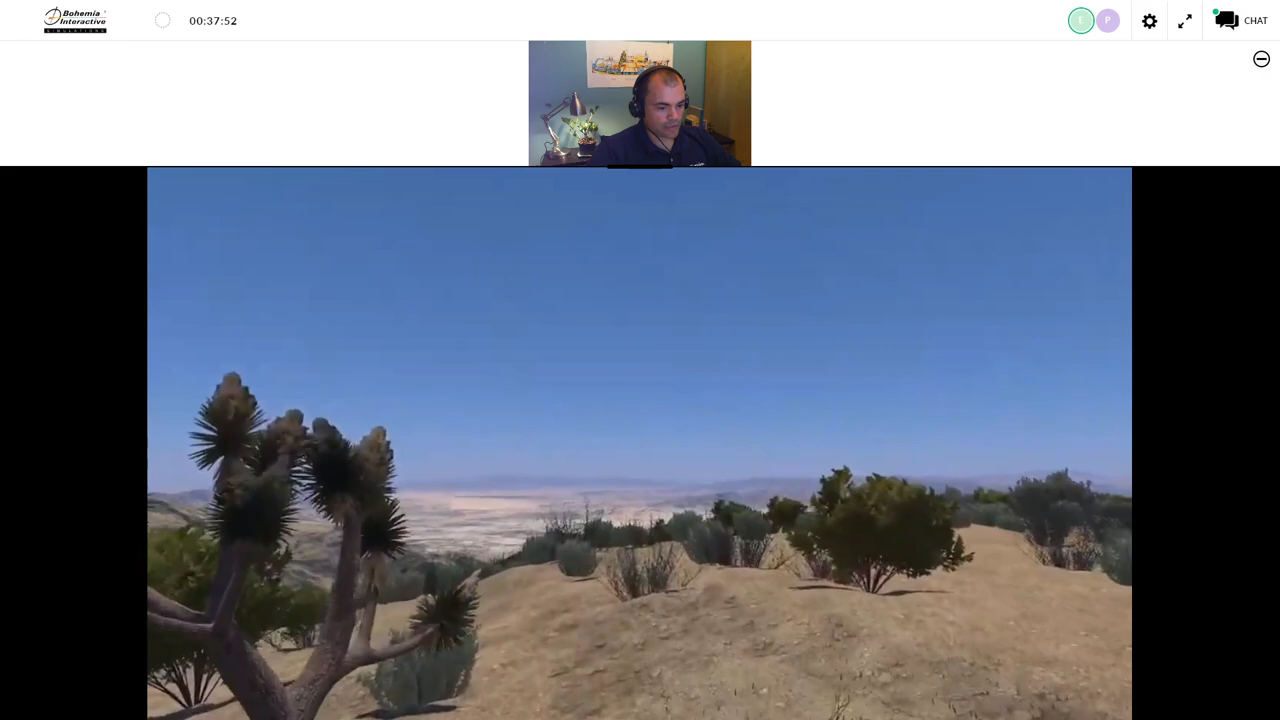 Bohemia
Interactive
SIMULATIONS
00:37:52
E
P
CHAT